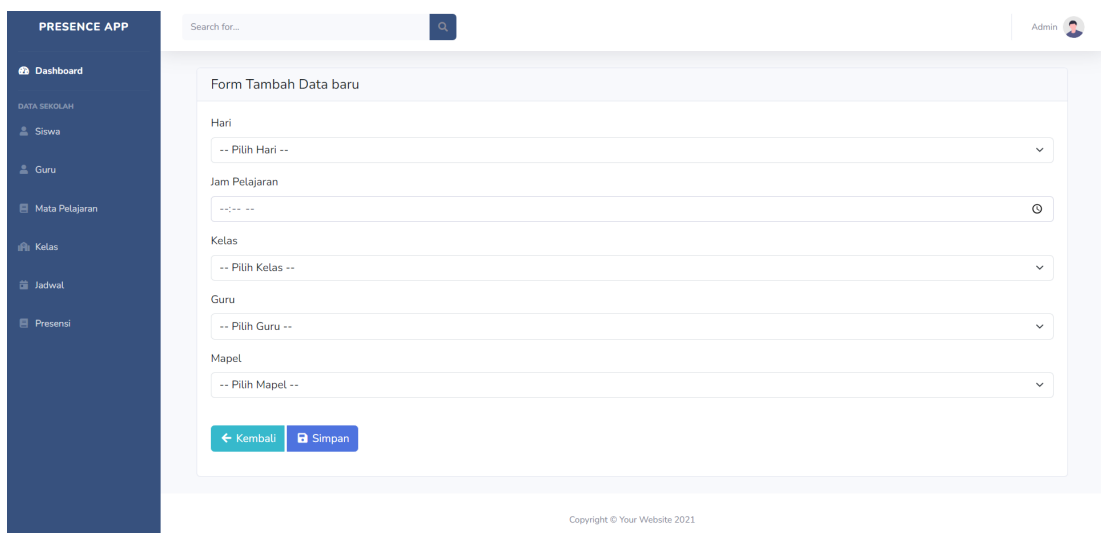 PRESENCE APP
Search for...
Admin
Dashboard
DATA SEKOLAH
Siswa
Guru
Mata Pelajaran
Kelas
Jadwal
Presensi
Form Tambah Data baru
Hari
-- Pilih Hari --
Jam Pelajaran
--:-- --
Kelas
-- Pilih Kelas --
Guru
-- Pilih Guru --
Mapel
-- Pilih Mapel --
Kembali
Simpan
Copyright © Your Website 2021